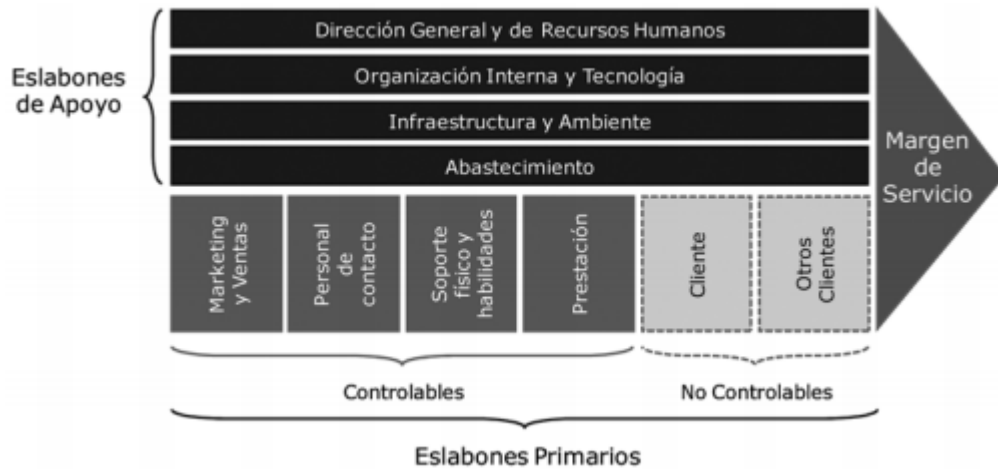 Dirección General y de Recursos Humanos
Organización Interna y Tecnología
Infraestructura y Ambiente
Abastecimiento
Eslabones
de Apoyo
Margen
de
Servicio
Marketing
y Ventas
Personal
de
contacto
Soporte
físico y
habilidades
Prestación
Cliente
Otros
Clientes
Controlables
No Controlables
Eslabones Primarios